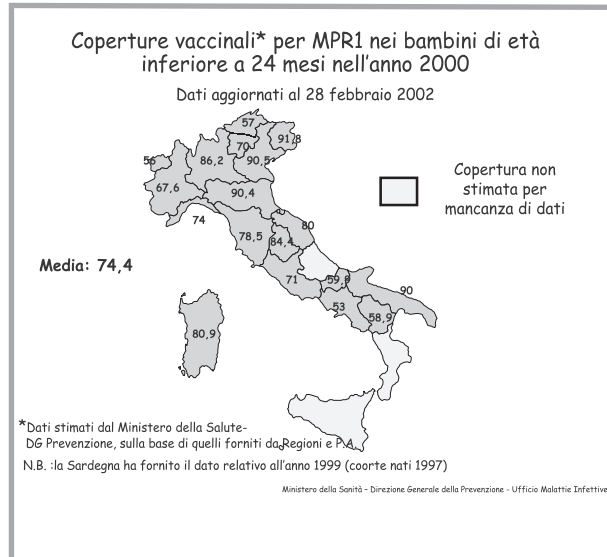 Coperture vaccinali* per MPR1 nei bambini di età
inferiore a 24 mesi nell'anno 2000
Dati aggiornati al 28 febbraio 2002
57
91,8
70
56
86,2
90,5*
67,6
90,4
74
80
78,5
84,4
71
59,9
90
53
58,9
80,9
Copertura non
stimata per
mancanza di dati
Media: 74,4
*Dati stimati dal Ministero della Salute-
DG Prevenzione, sulla base di quelli forniti da Regioni e P.A.
N.B. :la Sardegna ha fornito il dato relativo all'anno 1999 (coorte nati 1997)
Ministero della Sanità – Direzione Generale della Prevenzione - Ufficio Malattie Infettive